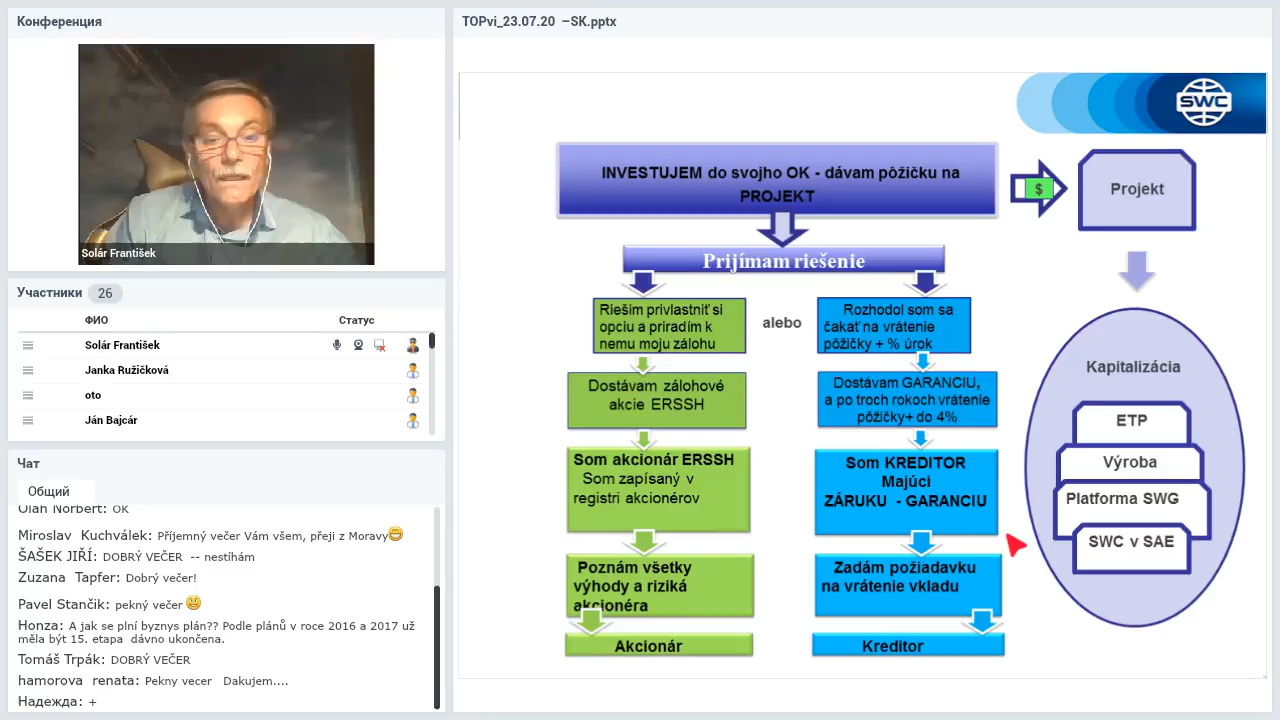 Конференция
Solár František
Участники 26
ФИО Статус
Solár František
Janka Ružičková
oto
Ján Bajcár
Чат
Общий
Olah Norbert: OK
Miroslav Kuchválek: Příjemný večer Vám všem, přeji z Moravy
ŠAŠEK JIŘÍ: DOBRÝ VEČER -- nestíhám
Zuzana Tapfer: Dobrý večer!
Pavel Stančik: pekný večer
Honza: A jak se plní byznys plán?? Podle plánů v roce 2016 a 2017 už
měla být 15. etapa dávno ukončena.
Tomáš Trpák: DOBRÝ VEČER
hamorova renata: Pekny vecer Dakujem....
Надежда: +
TOPvi_23.07.20 –SK.pptx
SWC
INVESTUJEM do svojho OK - dávam pôžičku na
PROJEKT
$
Projekt
Prijímam riešenie
Riešim privlastniť si
opciu a priradím k
nemu moju zálohu
alebo
Rozhodol som sa
čakať na vrátenie
pôžičky + % úrok
Dostávam zálohové
akcie ERSSH
Dostávam GARANCIU,
a po troch rokoch vrátenie
pôžičky+ do 4%
Som akcionár ERSSH
Som zapísaný v
registri akcionérov
Som KREDITOR
Majúci
ZÁRUKU - GARANCIU
Poznám všetky
výhody a riziká
akcionéra
Zadám požiadavku
na vrátenie vkladu
Akcionár
Kreditor
Kapitalizácia
ETP
Výroba
Platforma SWG
SWC v SAE